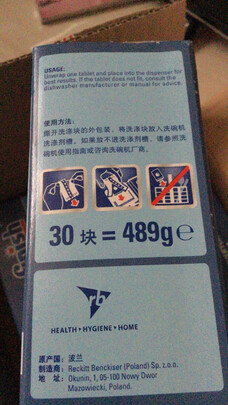 USAGE:
Unwrap one tablet and place into the dispenser for
best results. If the tablet does not fit, consult the
dishwasher manufacturer or manual for advice.
使用方法:
撕开洗涤块的外包装，将洗涤块放入洗碗机
洗涤剂槽。如果放不进洗涤剂槽，请参照洗
碗机使用指南或咨询洗碗机厂商。
30 块 = 489g e
rb
HEALTH • HYGIENE • HOME
原产国: 波兰
制造商: Reckitt Benckiser (Poland) Sp. z.o.o.
地址: Okunin, 1, 05-100 Nowy Dwor
Mazowiecki, Poland.